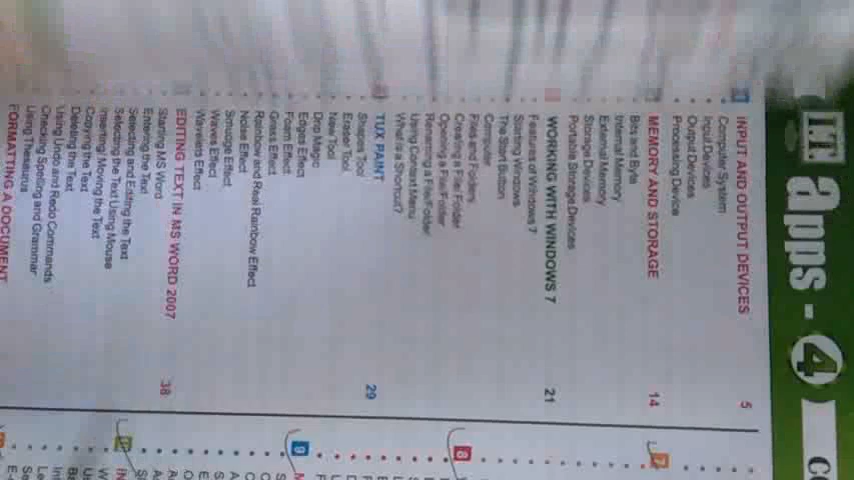 I.T. apps - 4
INPUT AND OUTPUT DEVICES 5
Computer System
Input Devices
Output Devices
Processing Device
MEMORY AND STORAGE 14
Bits and Byte
Internal Memory
External Memory
Storage Devices
Portable Storage Devices
WORKING WITH WINDOWS 7 21
Features of Windows 7
Starting Windows
The Start Button
Computer
Files and Folders
Creating a File/ Folder
Opening a File/Folder
Renaming a File/Folder
Using Context Menu
What is a Shortcut?
TUX PAINT 29
Shapes Tool
Eraser Tool
New Tool
Drip Magic
Edges Effect
Foam Effect
Grass Effect
Rainbow and Real Rainbow Effect
Noise Effect
Smudge Effect
Waves Effect
Wavelets Effect
EDITING TEXT IN MS WORD 2007 38
Starting MS Word
Entering the Text
Selecting and Editing the Text
Selecting the Text Using Mouse
Inserting/ Moving the Text
Copying the Text
Deleting the Text
Using Undo and Redo Commands
Checking Spelling and Grammar
Using Thesaurus
FORMATTING A DOCUMENT
7
8
9